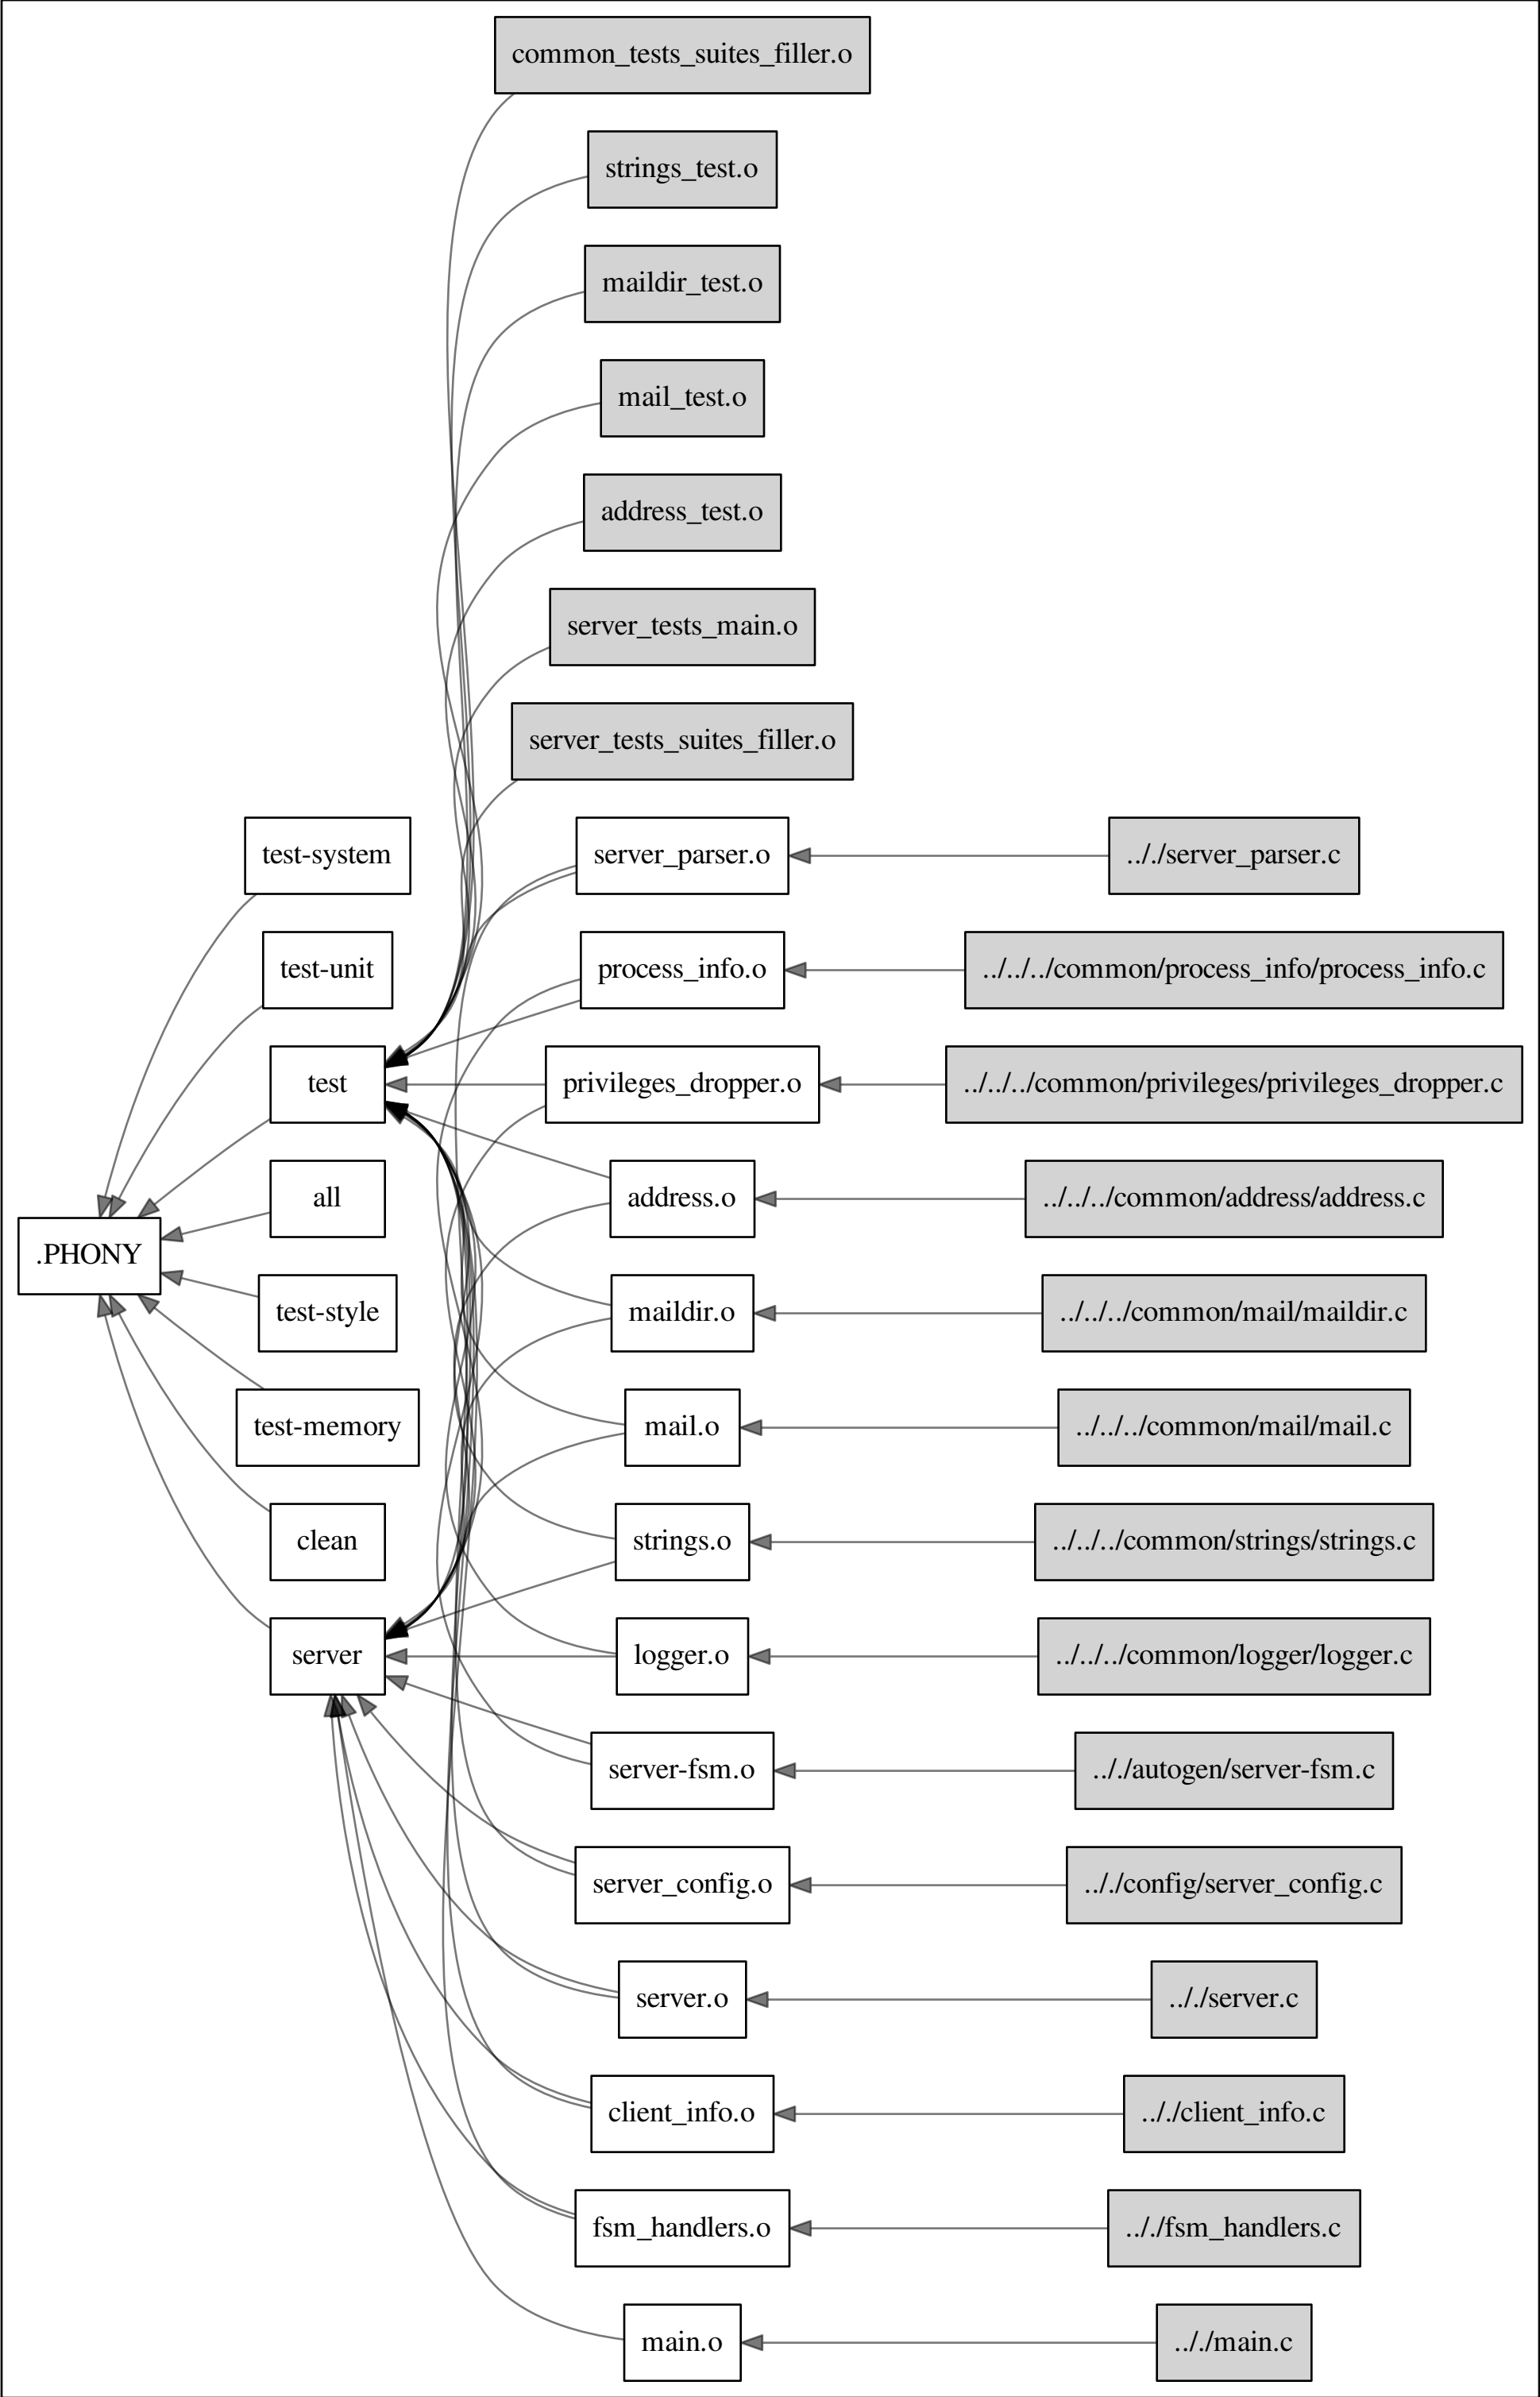 common_tests_suites_filler.o
strings_test.o
maildir_test.o
mail_test.o
address_test.o
server_tests_main.o
server_tests_suites_filler.o
test-system
server_parser.o
.././server_parser.c
test-unit
process_info.o
../../../common/process_info/process_info.c
test
privileges_dropper.o
../../../common/privileges/privileges_dropper.c
all
address.o
../../../common/address/address.c
.PHONY
test-style
maildir.o
../../../common/mail/maildir.c
test-memory
mail.o
../../../common/mail/mail.c
clean
strings.o
../../../common/strings/strings.c
server
logger.o
../../../common/logger/logger.c
server-fsm.o
.././autogen/server-fsm.c
server_config.o
.././config/server_config.c
server.o
.././server.c
client_info.o
.././client_info.c
fsm_handlers.o
.././fsm_handlers.c
main.o
.././main.c